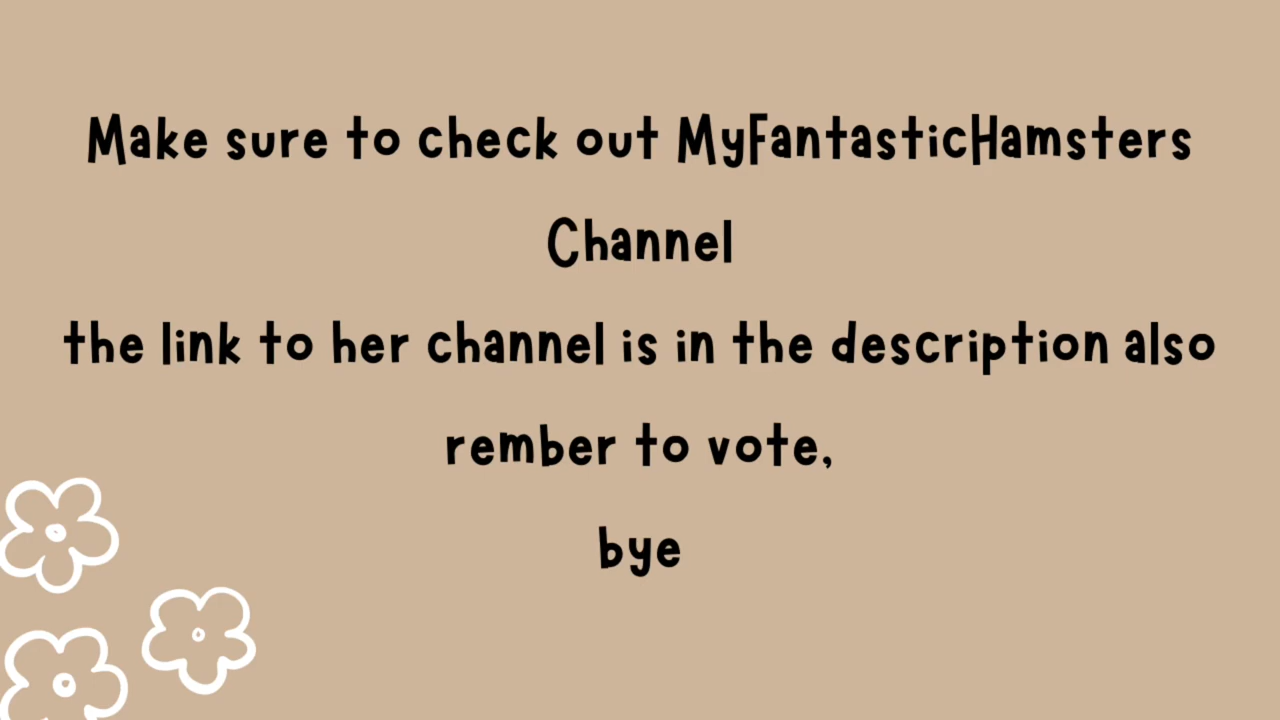 Make sure to check out MyFantasticHamsters
Channel
the link to her channel is in the description also
rember to vote,
bye